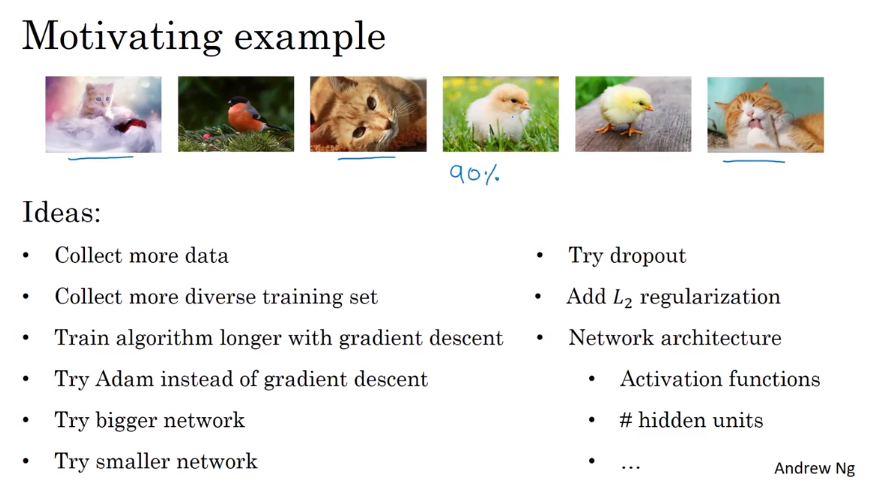 Motivating example
90%
Ideas:
• Collect more data
• Collect more diverse training set
• Train algorithm longer with gradient descent
• Try Adam instead of gradient descent
• Try bigger network
• Try smaller network
• Try dropout
• Add L₂ regularization
• Network architecture
• Activation functions
• # hidden units
• …
Andrew Ng